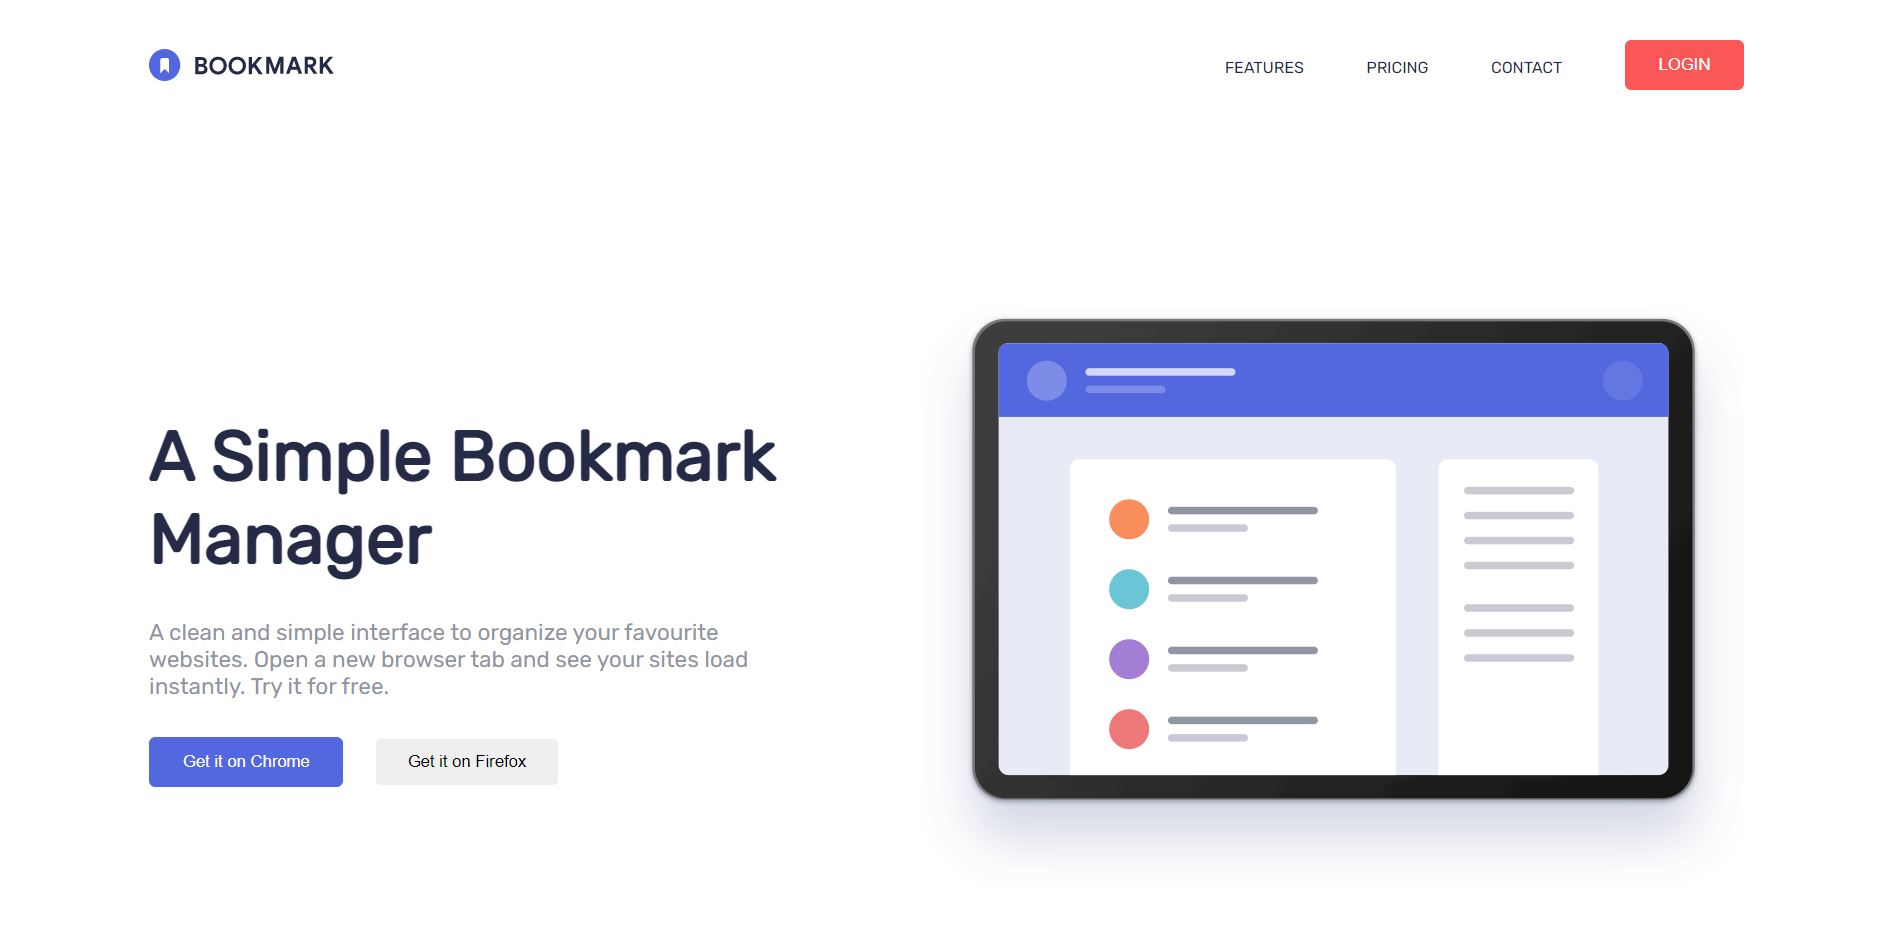 BOOKMARK
FEATURES
PRICING
CONTACT
LOGIN
A Simple Bookmark
Manager
A clean and simple interface to organize your favourite
websites. Open a new browser tab and see your sites load
instantly. Try it for free.
Get it on Chrome
Get it on Firefox